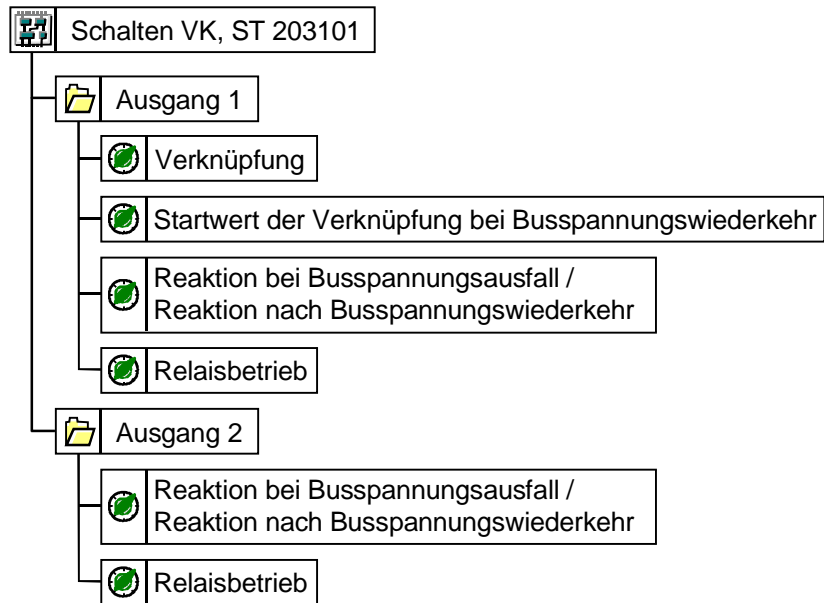 Schalten VK, ST 203101
Ausgang 1
Verknüpfung
Startwert der Verknüpfung bei Busspannungswiederkehr
Reaktion bei Busspannungsausfall /
Reaktion nach Busspannungswiederkehr
Relaisbetrieb
Ausgang 2
Reaktion bei Busspannungsausfall /
Reaktion nach Busspannungswiederkehr
Relaisbetrieb